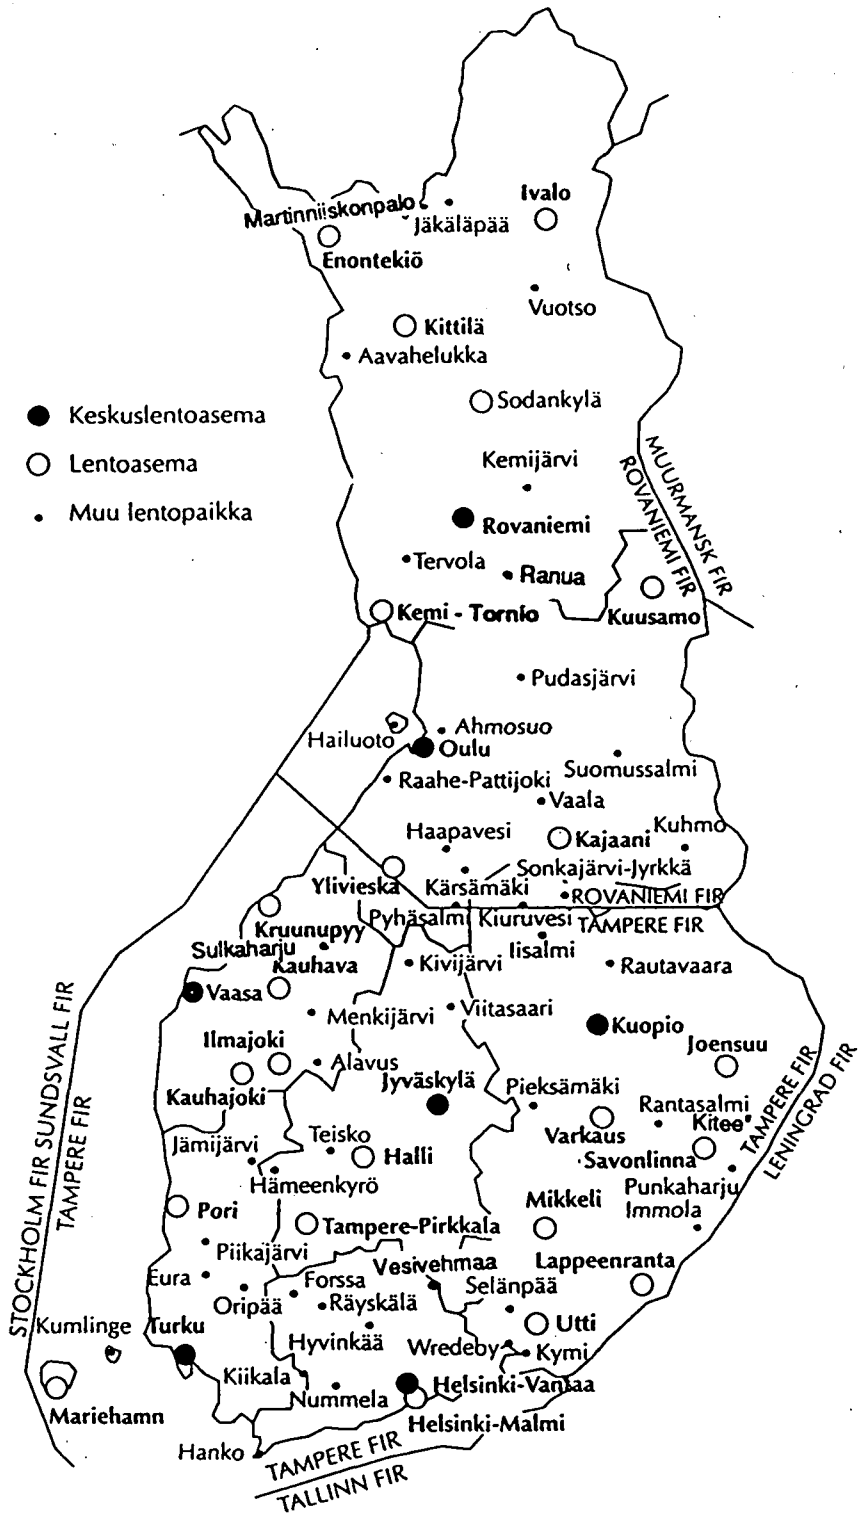 Ivalo
Martinniiskonpalo
Jäkäläpää
Enontekiö
Vuotso
Kittilä
Aavahelukka
Sodankylä
Keskuslentoasema
Lentoasema
Muu lentopaikka
Kemijärvi
MUURMANSK FIR
ROVANIEMI FIR
Rovaniemi
Tervola
Ranua
Kemi - Tornio
Kuusamo
Pudasjärvi
Ahmosuo
Hailuoto
Oulu
Suomussalmi
Raahe-Pattijoki
Vaala
Haapavesi
Kajaani
Kuhmo
Sonkajärvi-Jyrkkä
Ylivieska
Kärsämäki
ROVANIEMI FIR
Pyhäsalmi
Kiuruvesi
TAMPERE FIR
Kruunupyy
Sulkaharju
Iisalmi
Kauhava
Kivijärvi
Rautavaara
Vaasa
Menkijärvi
Viitasaari
Kuopio
Ilmajoki
Joensuu
Alavus
Kauhajoki
Jyväskylä
Pieksämäki
Rantasalmi
Kitee
TAMPERE FIR
LENINGRAD FIR
Varkaus
Jämijärvi
Teisko
Halli
Savonlinna
Hämeenkyrö
Punkaharju
Immola
Mikkeli
Pori
Tampere-Pirkkala
Piikajärvi
Vesivehmaa
Lappeenranta
Eura
Forssa
Selänpää
Oripää
Räyskälä
STOCKHOLM FIR SUNDSVALL FIR
TAMPERE FIR
Kumlinge
Turku
Utti
Hyvinkää
Wredeby
Kymi
Kiikala
Nummela
Helsinki-Vantaa
Mariehamn
Helsinki-Malmi
Hanko
TAMPERE FIR
TALLINN FIR